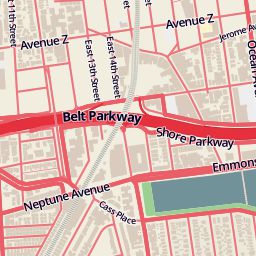 Avenue Z
Avenue Z
Jerome Ave
East 11th Street
East 13th Street
East 14th Street
Ocean Ave
Belt Parkway
Shore Parkway
Emmons
Neptune Avenue
Cass Place